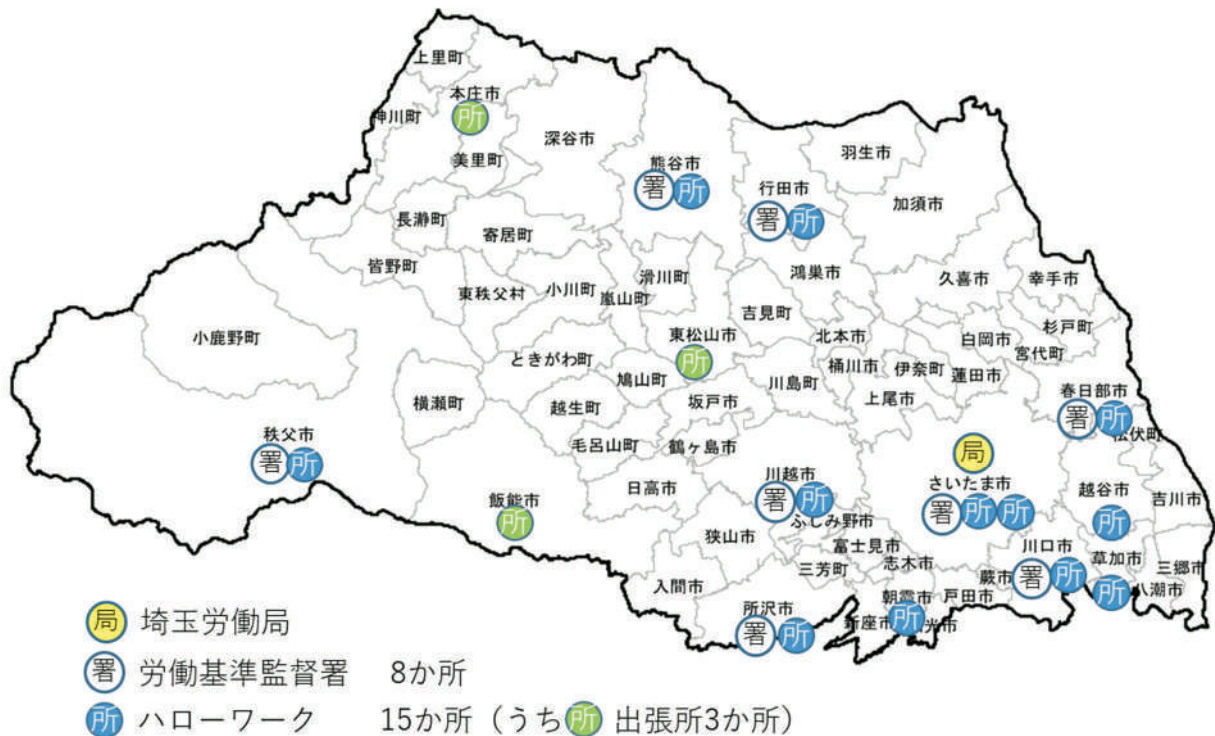 上里町
本庄市
所
神川町
美里町
深谷市
熊谷市
署 所
行田市
署 所
羽生市
加須市
長瀞町
寄居町
皆野町
東秩父村
小川町
嵐山町
滑川町
鴻巣市
久喜市
幸手市
吉見町
小鹿野町
東松山市
所
北本市
白岡市
杉戸町
宮代町
ときがわ町
鳩山町
川島町
桶川市
伊奈町
蓮田市
横瀬町
越生町
坂戸市
上尾市
春日部市
署 所
松伏町
秩父市
署 所
毛呂山町
鶴ヶ島市
局
さいたま市
署 所 所
日高市
川越市
署 所
越谷市
所
吉川市
飯能市
所
狭山市
ふじみ野市
富士見市
志木市
三芳町
川口市
署 所
草加市
所
三郷市
八潮市
入間市
蕨市
戸田市
朝霞市
所
所沢市
署 所
新座市
光市
局 埼玉労働局
署 労働基準監督署 8か所
所 ハローワーク 15か所（うち 所 出張所3か所）